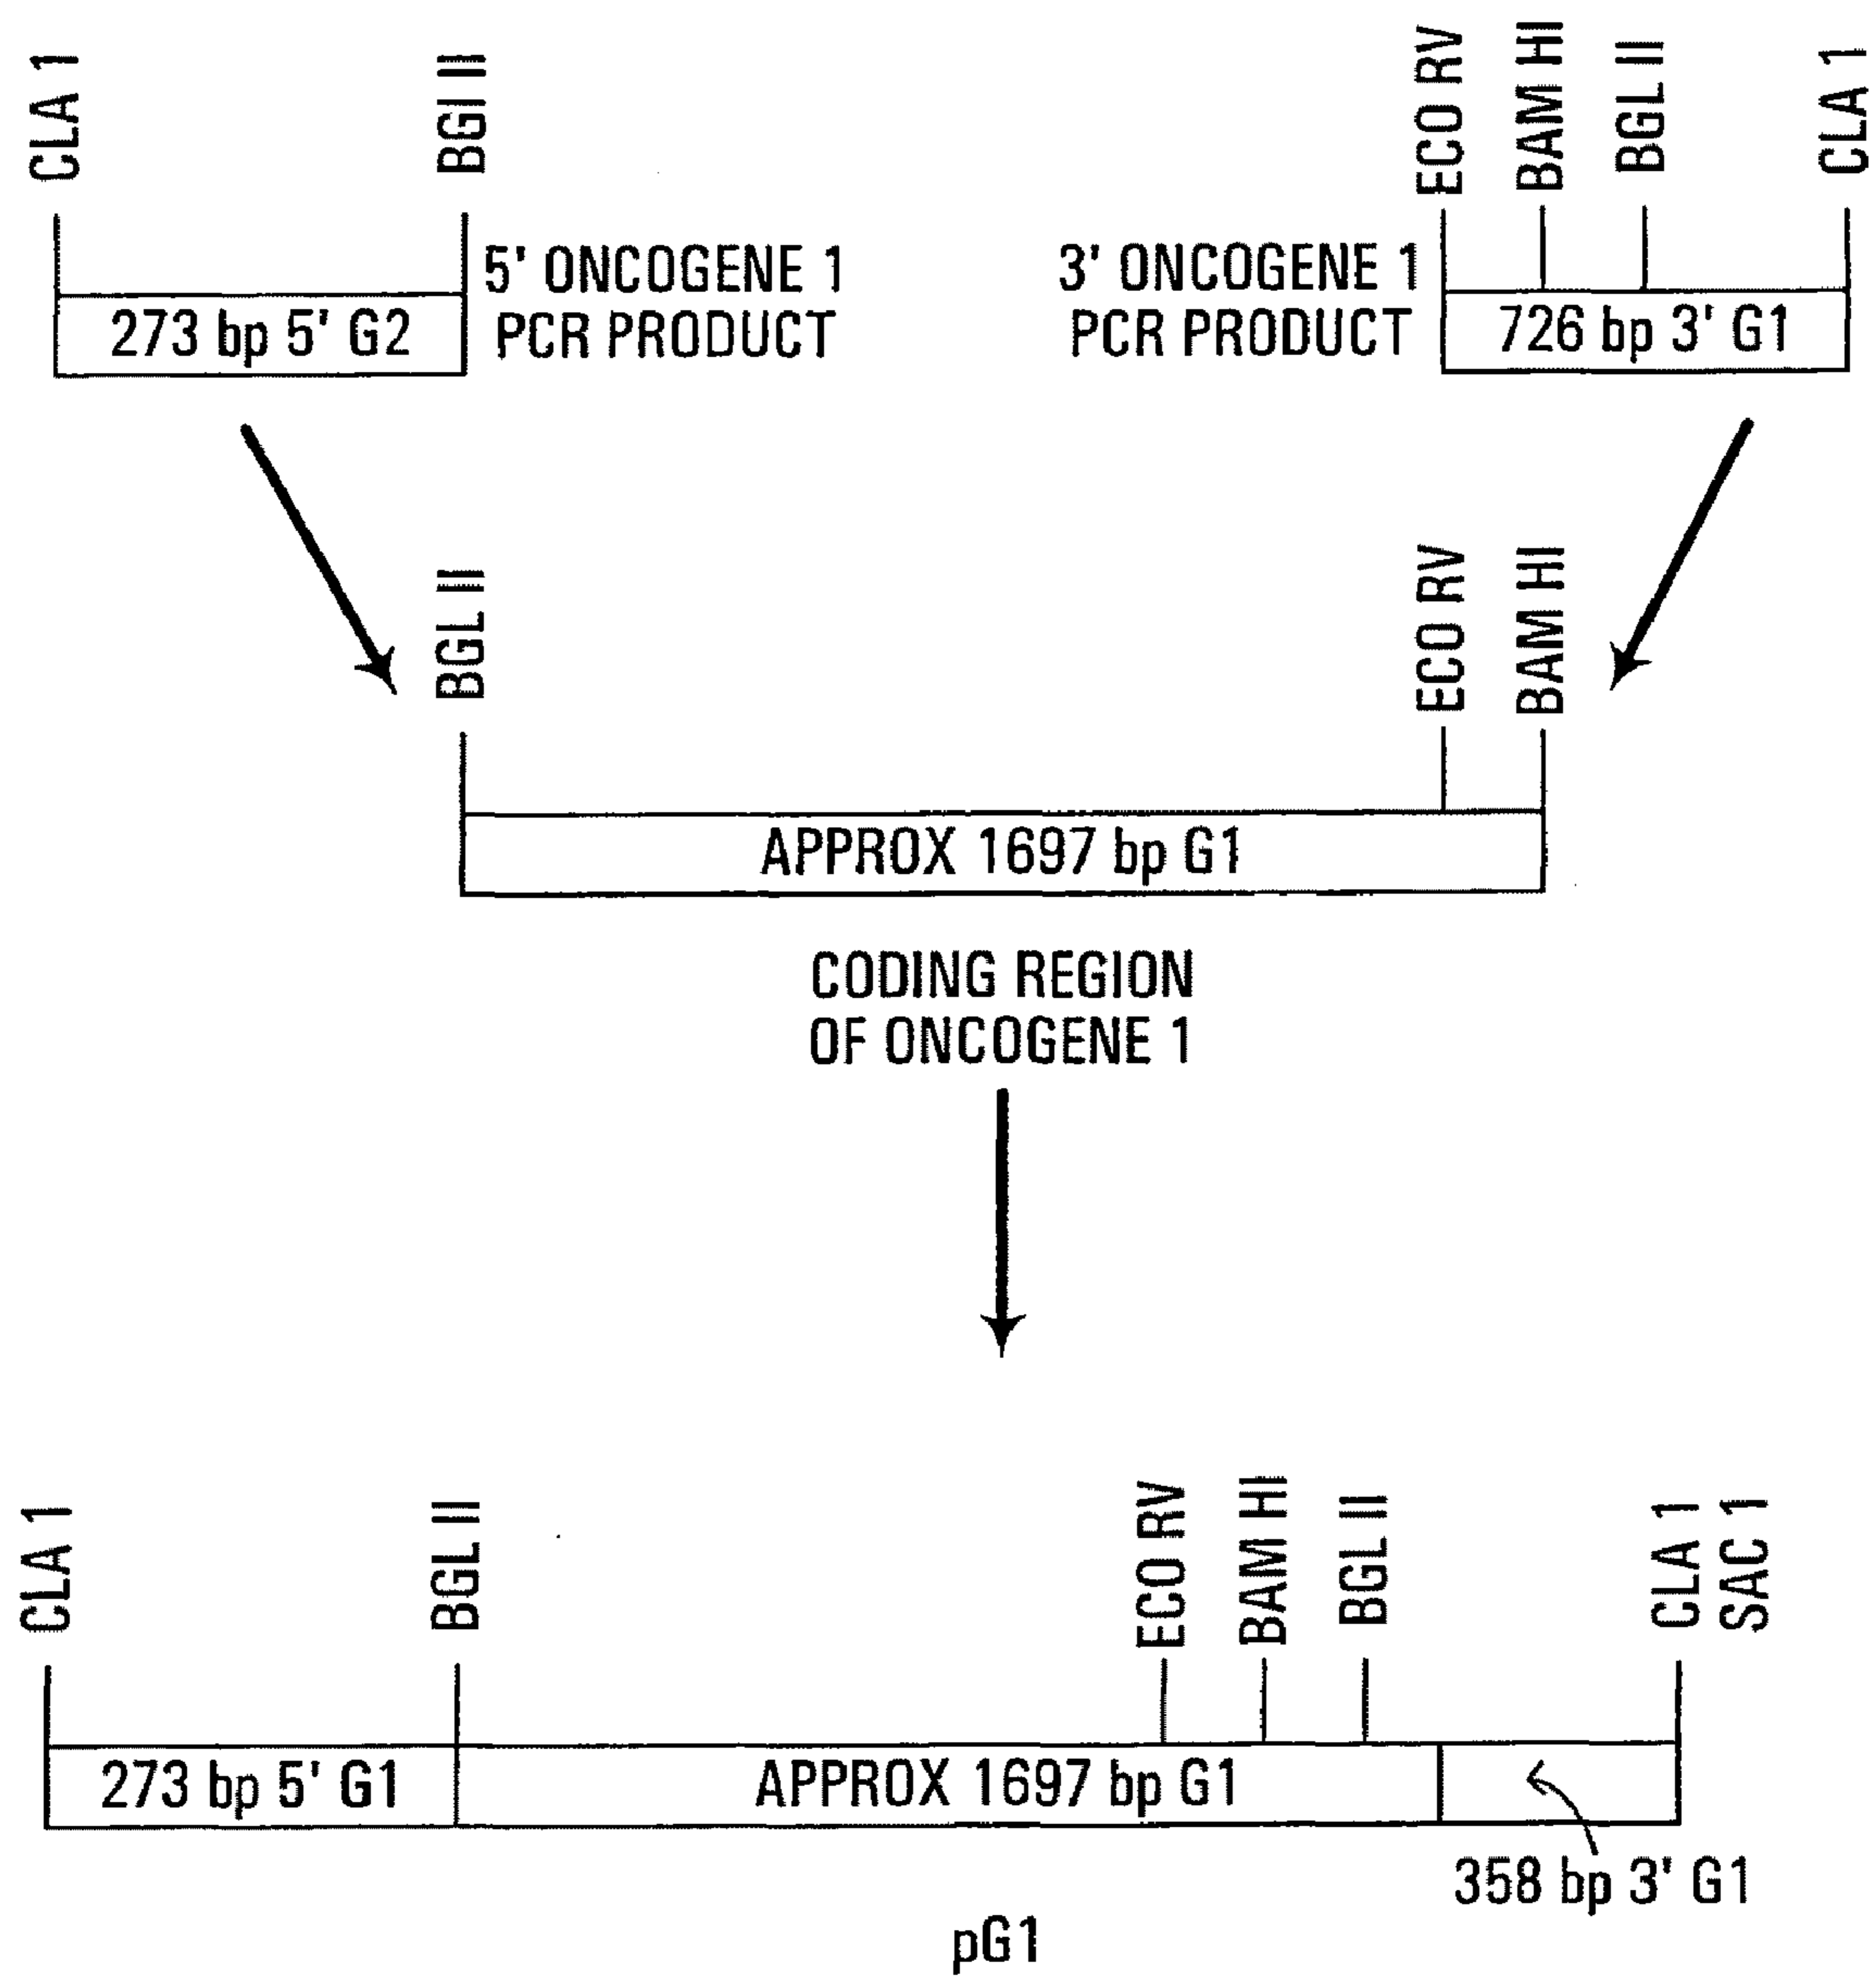 CLA 1
BGI II
ECO RV
BAM HI
BGL II
CLA 1
5' ONCOGENE 1
PCR PRODUCT
3' ONCOGENE 1
PCR PRODUCT
273 bp 5' G2
726 bp 3' G1
BGL II
ECO RV
BAM HI
APPROX 1697 bp G1
CODING REGION
OF ONCOGENE 1
CLA 1
BGL II
ECO RV
BAM HI
BGL II
CLA 1
SAC 1
273 bp 5' G1
APPROX 1697 bp G1
358 bp 3' G1
pG1